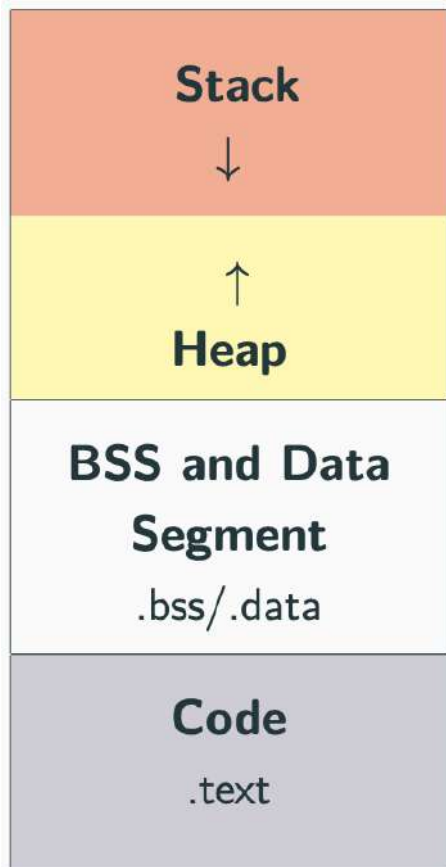 Stack
↓
↑
Heap
BSS and Data
Segment
.bss/.data
Code
.text